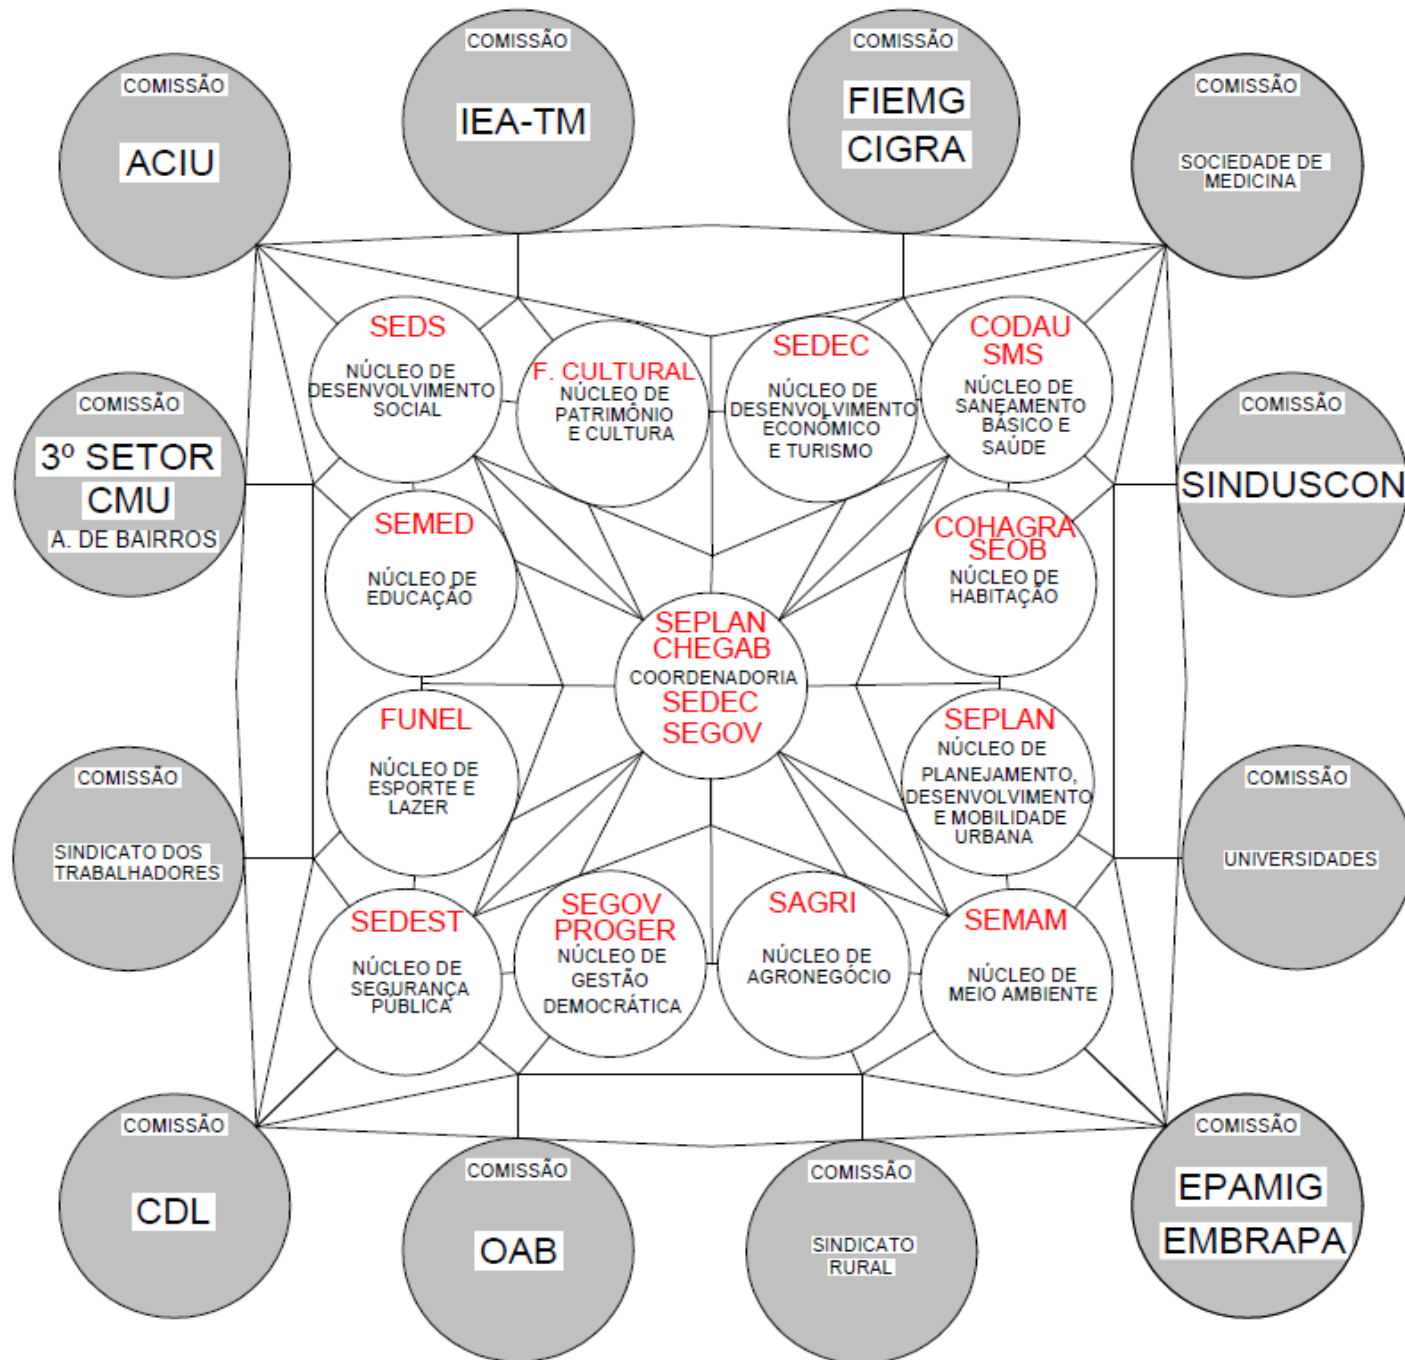 COMISSÃO
ACIU
COMISSÃO
IEA-TM
COMISSÃO
FIEMG
CIGRA
COMISSÃO
SOCIEDADE DE
MEDICINA
SEDS
NÚCLEO DE
DESENVOLVIMENTO
SOCIAL
F. CULTURAL
NÚCLEO DE
PATRIMÔNIO
E CULTURA
SEDEC
NÚCLEO DE
DESENVOLVIMENTO
ECONÔMICO
E TURISMO
CODAU
SMS
NÚCLEO DE
SANEAMENTO
BÁSICO E
SAÚDE
COMISSÃO
3º SETOR
CMU
A. DE BAIRROS
COMISSÃO
SINDUSCON
SEMED
NÚCLEO DE
EDUCAÇÃO
COHAGRA
SEOB
NÚCLEO DE
HABITAÇÃO
SEPLAN
CHEGAB
COORDENADORIA
SEDEC
SEGOV
FUNEL
NÚCLEO DE
ESPORTE E
LAZER
SEPLAN
NÚCLEO DE
PLANEJAMENTO,
DESENVOLVIMENTO
E MOBILIDADE
URBANA
COMISSÃO
SINDICATO DOS
TRABALHADORES
COMISSÃO
UNIVERSIDADES
SEDEST
NÚCLEO DE
SEGURANÇA
PÚBLICA
SEGOV
PROGER
NÚCLEO DE
GESTÃO
DEMOCRÁTICA
SAGRI
NÚCLEO DE
AGRONEGÓCIO
SEMAM
NÚCLEO DE
MEIO AMBIENTE
COMISSÃO
CDL
COMISSÃO
OAB
COMISSÃO
SINDICATO
RURAL
COMISSÃO
EPAMIG
EMBRAPA